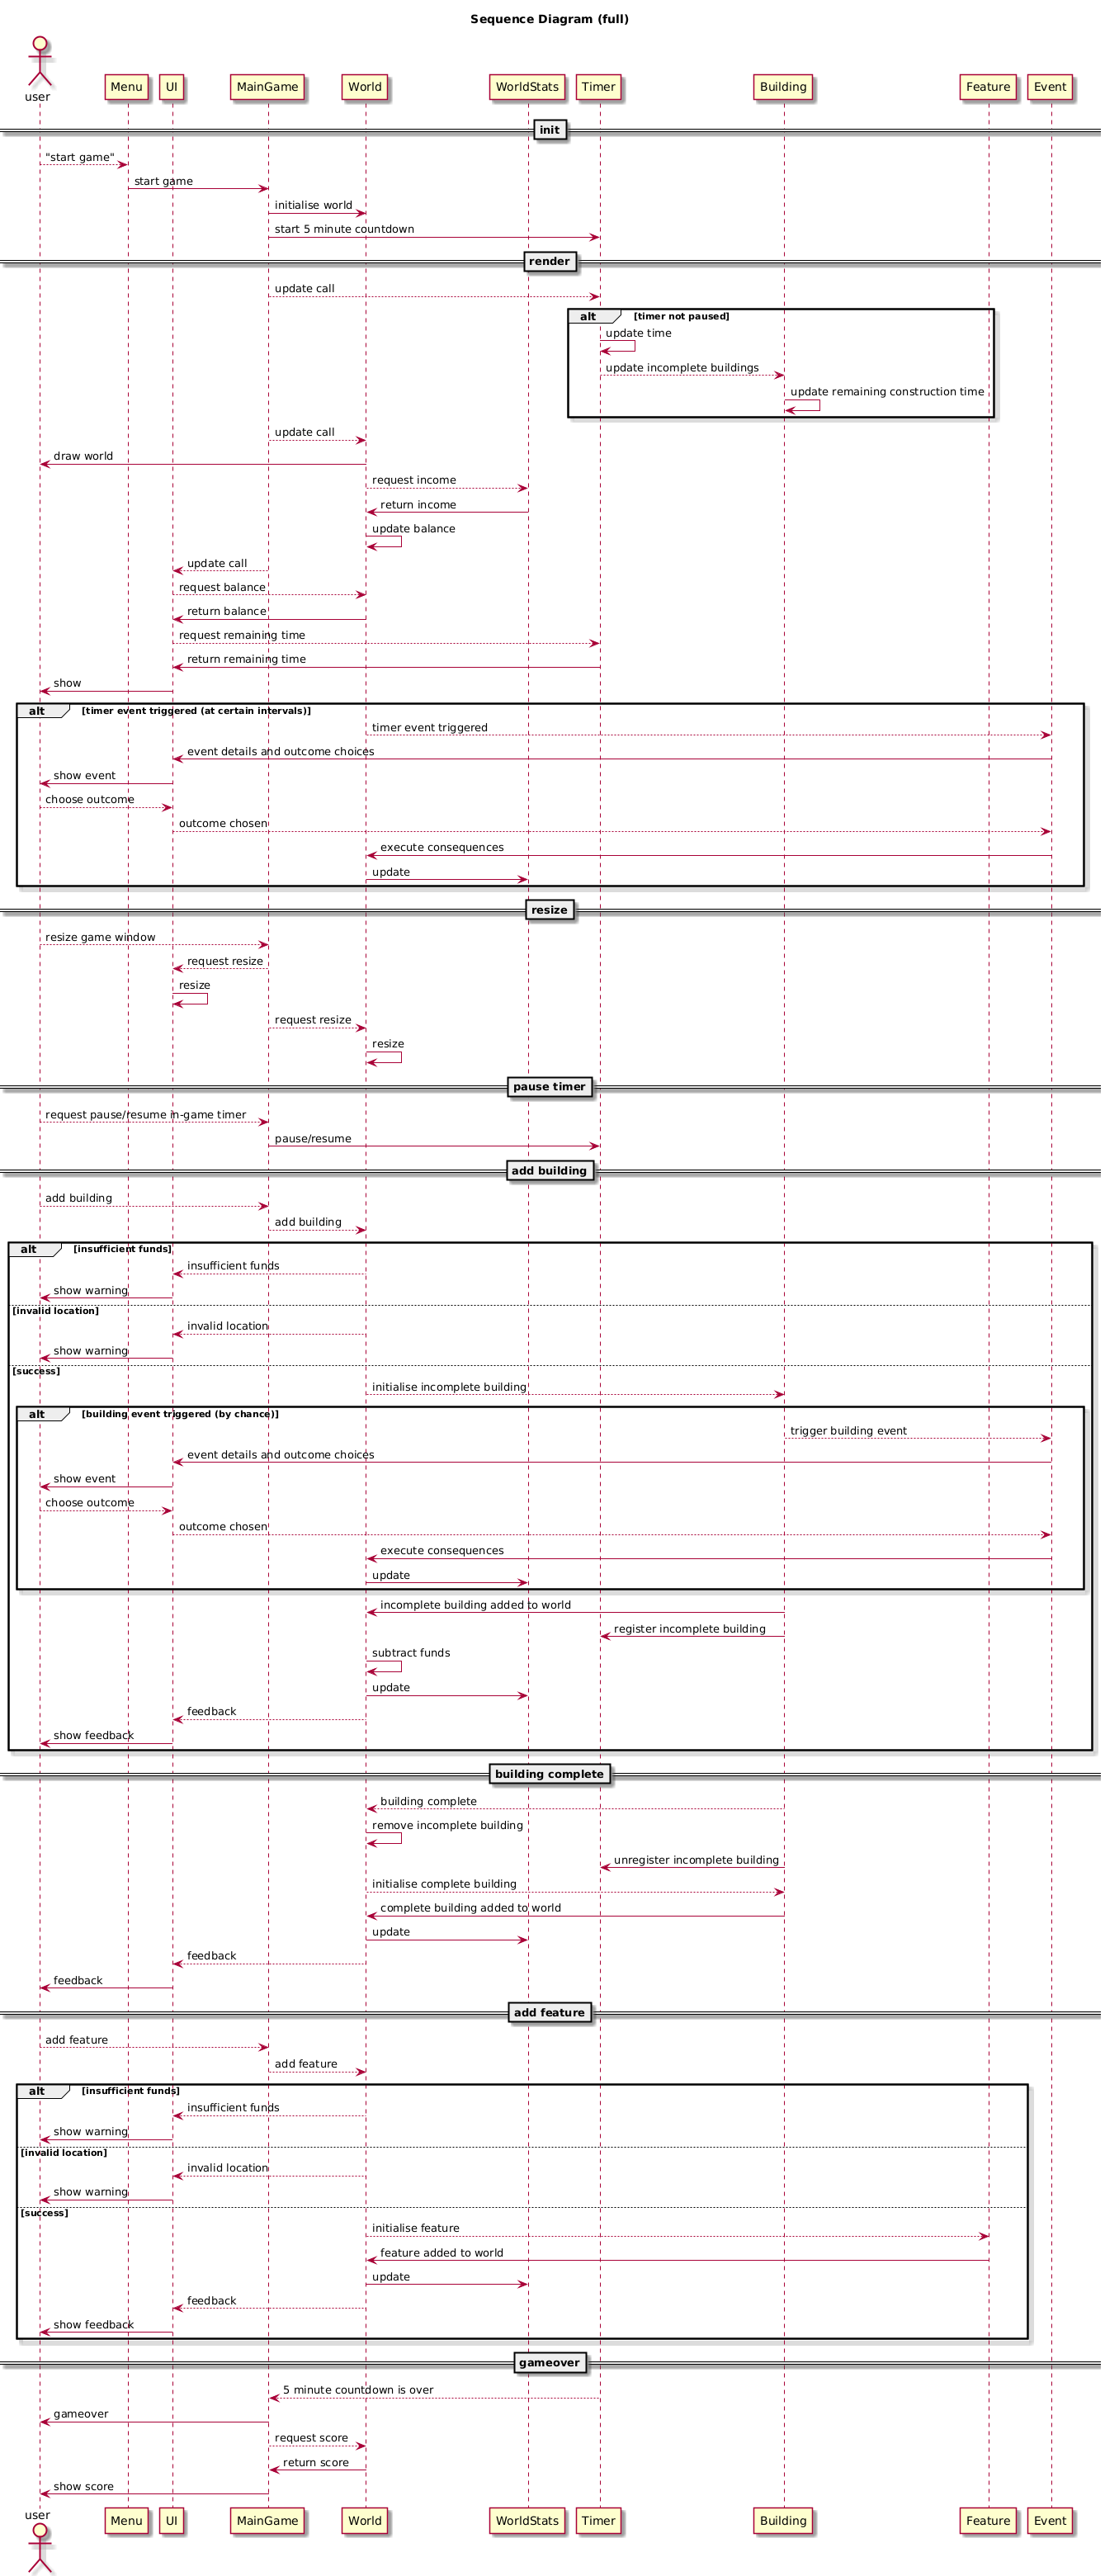 Sequence Diagram (full)
user
Menu
UI
MainGame
World
WorldStats
Timer
Building
Feature
Event
init
"start game"
start game
initialise world
start 5 minute countdown
render
update call
alt
[timer not paused]
update time
update incomplete buildings
update remaining construction time
update call
draw world
request income
return income
update balance
update call
request balance
return balance
request remaining time
return remaining time
show
alt
[timer event triggered (at certain intervals)]
timer event triggered
event details and outcome choices
show event
choose outcome
outcome chosen
execute consequences
update
resize
resize game window
request resize
resize
request resize
resize
pause timer
request pause/resume in-game timer
pause/resume
add building
add building
add building
alt
[insufficient funds]
insufficient funds
show warning
[invalid location]
invalid location
show warning
[success]
initialise incomplete building
alt
[building event triggered (by chance)]
trigger building event
event details and outcome choices
show event
choose outcome
outcome chosen
execute consequences
update
incomplete building added to world
register incomplete building
subtract funds
update
feedback
show feedback
building complete
building complete
remove incomplete building
unregister incomplete building
initialise complete building
complete building added to world
update
feedback
feedback
add feature
add feature
add feature
alt
[insufficient funds]
insufficient funds
show warning
[invalid location]
invalid location
show warning
[success]
initialise feature
feature added to world
update
feedback
show feedback
gameover
5 minute countdown is over
gameover
request score
return score
show score
user
Menu
UI
MainGame
World
WorldStats
Timer
Building
Feature
Event